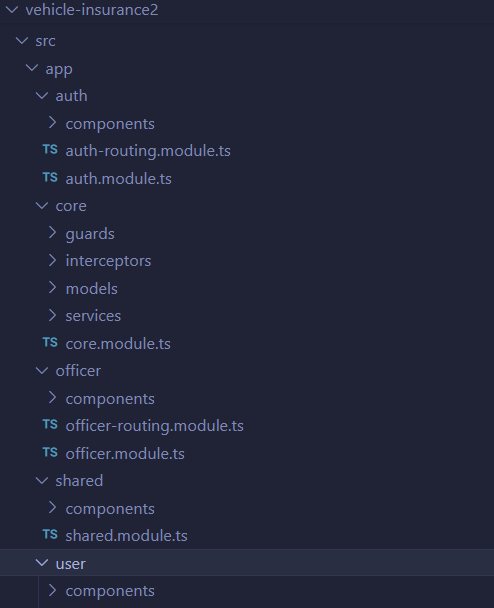 vehicle-insurance2
src
app
auth
components
TS auth-routing.module.ts
TS auth.module.ts
core
guards
interceptors
models
services
TS core.module.ts
officer
components
TS officer-routing.module.ts
TS officer.module.ts
shared
components
TS shared.module.ts
user
components